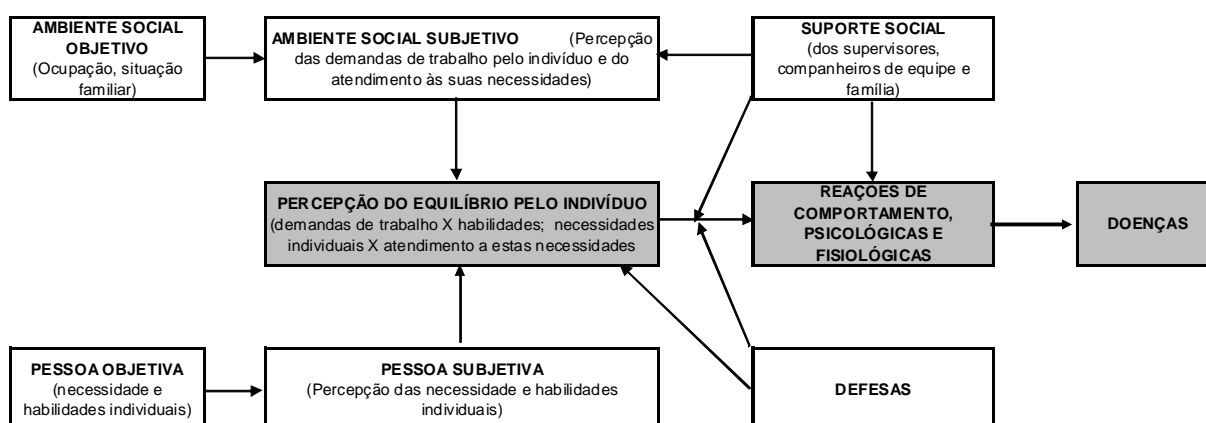 AMBIENTE SOCIAL
OBJETIVO
(Ocupação, situação
familiar)
AMBIENTE SOCIAL SUBJETIVO (Percepção
das demandas de trabalho pelo indivíduo e do
atendimento às suas necessidades)
SUPORTE SOCIAL
(dos supervisores,
companheiros de equipe e
família)
PERCEPÇÃO DO EQUILÍBRIO PELO INDIVÍDUO
(demandas de trabalho X habilidades; necessidades
individuais X atendimento a estas necessidades
REAÇÕES DE
COMPORTAMENTO,
PSICOLÓGICAS E
FISIOLÓGICAS
DOENÇAS
PESSOA OBJETIVA
(necessidade e
habilidades individuais)
PESSOA SUBJETIVA
(Percepção das necessidade e habilidades
individuais)
DEFESAS